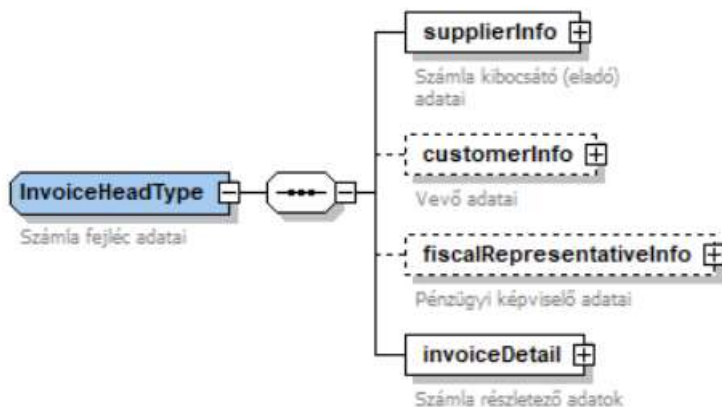 supplierInfo
Számla kibocsátó (eladó)
adatai
customerInfo
Vevő adatai
InvoiceHeadType
Számla fejléc adatai
fiscalRepresentativeInfo
Pénzügyi képviselő adatai
invoiceDetail
Számla részletező adatok